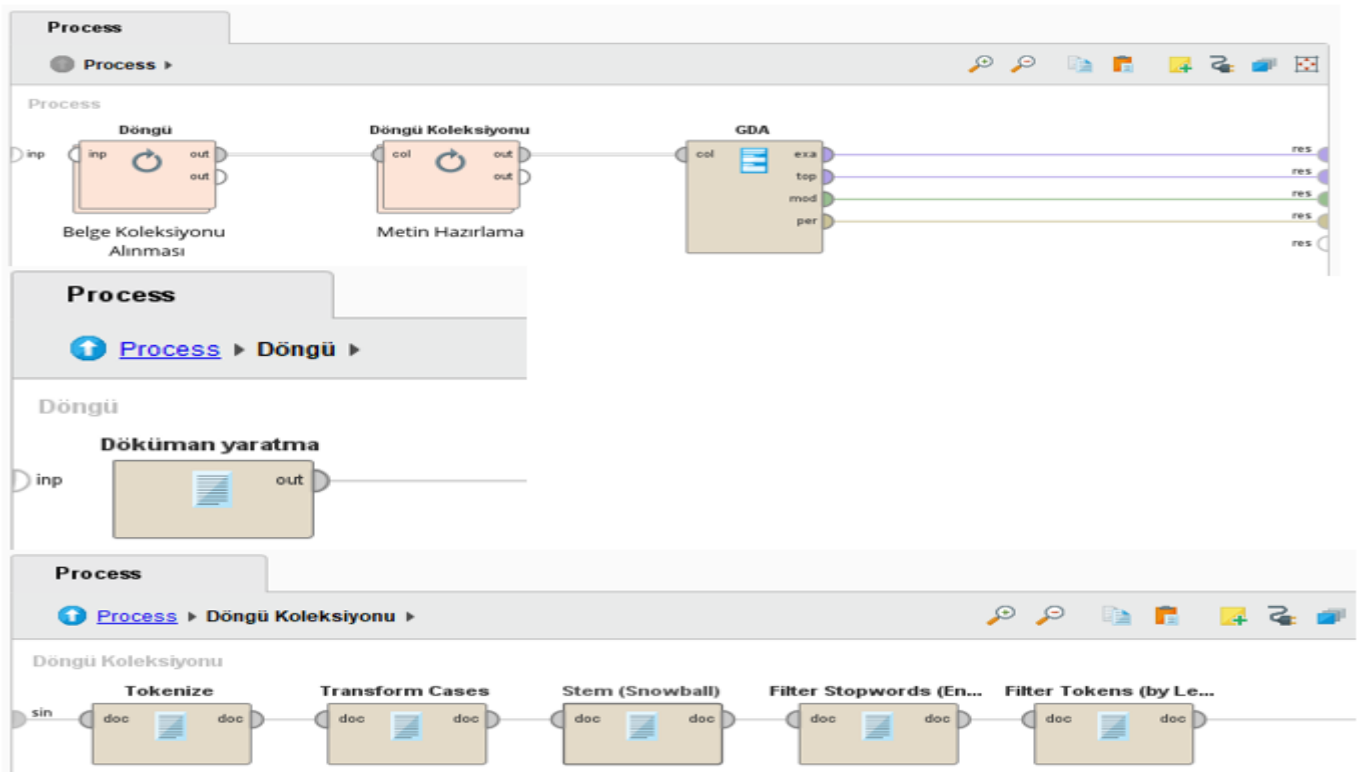 Process
Process
Process
Döngü Döngü Koleksiyonu GDA
inp inp out col out col exa res
out out top res
mod res
per res
res
Belge Koleksiyonu
Alınması
Metin Hazırlama
Process
Process Döngü
Döngü
Döküman yaratma
inp out
Process
Process Döngü Koleksiyonu
Döngü Koleksiyonu
Tokenize Transform Cases Stem (Snowball) Filter Stopwords (En... Filter Tokens (by Le...
sin doc doc doc doc doc doc doc doc doc doc